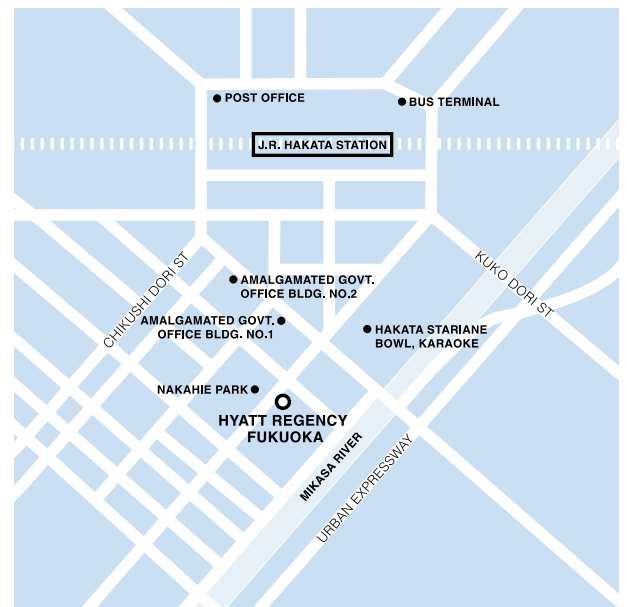 POST OFFICE
BUS TERMINAL
J.R. HAKATA STATION
CHIKUSHI DORI ST
KUKO DORI ST
AMALGAMATED GOVT.
OFFICE BLDG. NO.2
AMALGAMATED GOVT.
OFFICE BLDG. NO.1
HAKATA STARIANE
BOWL, KARAOKE
NAKAHIE PARK
HYATT REGENCY
FUKUOKA
MIKASA RIVER
URBAN EXPRESSWAY